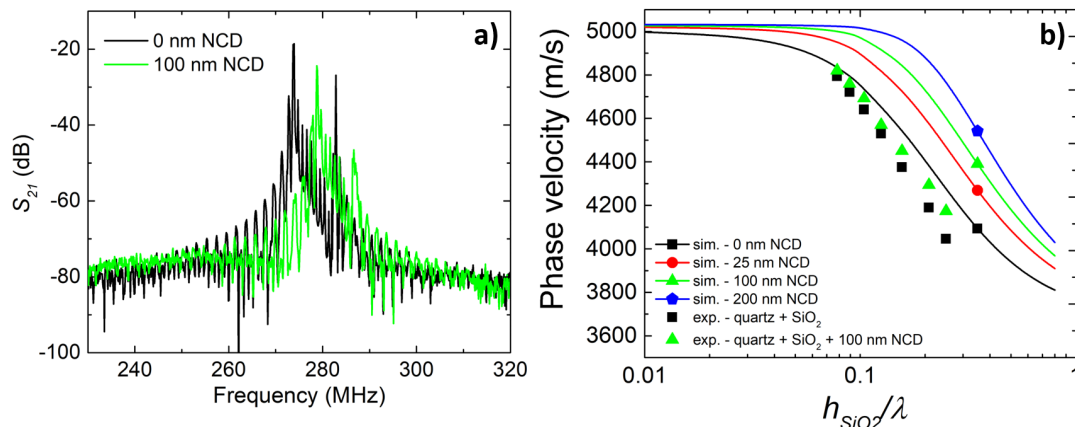 a)
0 nm NCD
100 nm NCD
-20
-40
-60
-80
-100
S21 (dB)
240 260 280 300 320
Frequency (MHz)
b)
5000
4800
4600
4400
4200
4000
3800
3600
Phase velocity (m/s)
sim. - 0 nm NCD
sim. - 25 nm NCD
sim. - 100 nm NCD
sim. - 200 nm NCD
exp. - quartz + SiO2
exp. - quartz + SiO2 + 100 nm NCD
0.01 0.1 1
hSiO2/λ